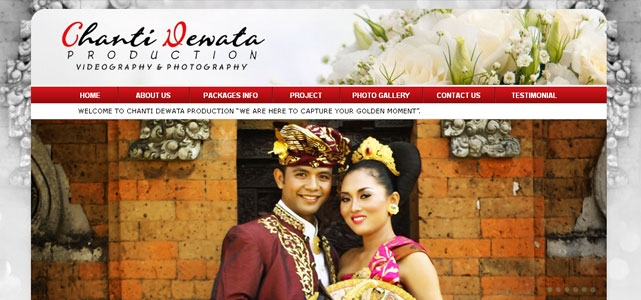 Chanti Dewata
PRODUCTION
VIDEOGRAPHY & PHOTOGRAPHY
HOME ABOUT US PACKAGES INFO PROJECT PHOTO GALLERY CONTACT US TESTIMONIAL
WELCOME TO CHANTI DEWATA PRODUCTION "WE ARE HERE TO CAPTURE YOUR GOLDEN MOMENT".